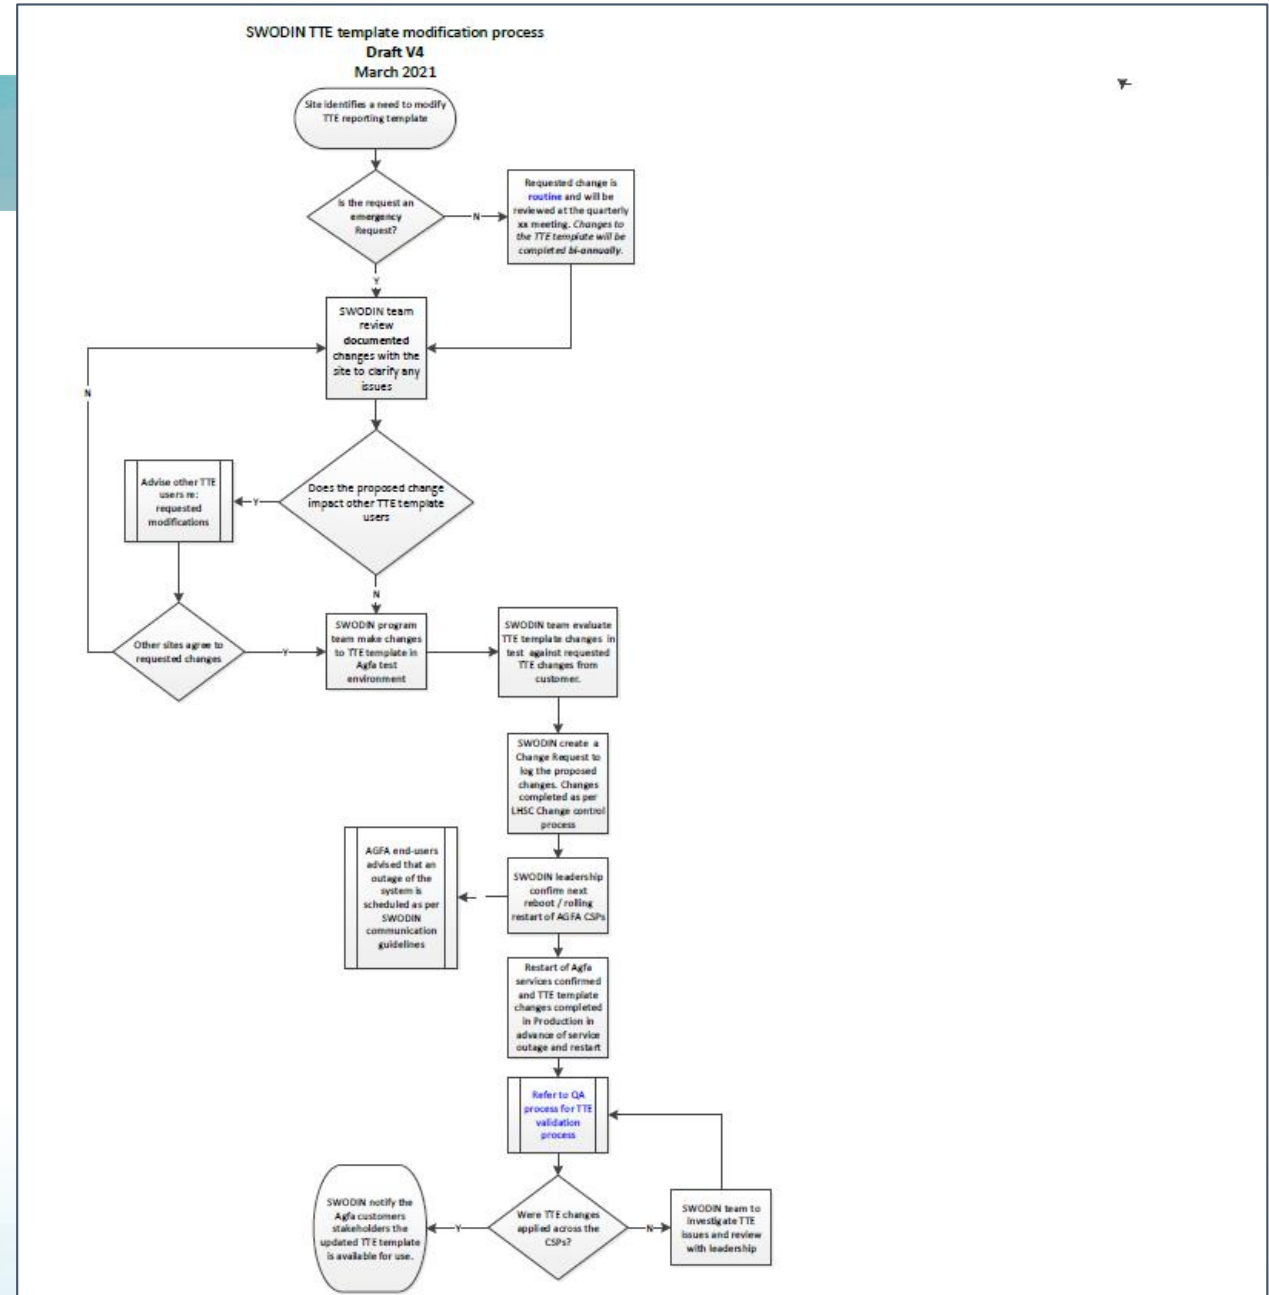 SWODIN TTE template modification process
Draft V4
March 2021
Site identifies a need to modify
TTE reporting template
Is the request an
emergency
Request?
N
Requested change is
routine and will be
reviewed at the quarterly
xx meeting. Changes to
the TTE template will be
completed bi-annually.
Y
SWODIN team
review
documented
changes with the
site to clarify any
issues
N
Does the proposed change
impact other TTE template
users
Y
Advise other TTE
users re:
requested
modifications
N
Other sites agree to
requested changes
Y
SWODIN program
team make changes
to TTE template in
Agfa test
environment
SWODIN team evaluate
TTE template changes in
test against requested
TTE changes from
customer.
SWODIN create a
Change Request to
log the proposed
changes. Changes
completed as per
LHSC Change control
process
AGFA end-users
advised that an
outage of the
system is
scheduled as per
SWODIN
communication
guidelines
SWODIN leadership
confirm next
reboot / rolling
restart of AGFA CSPs
Restart of Agfa
services confirmed
and TTE template
changes completed
in Production in
advance of service
outage and restart
Refer to QA
process for TTE
validation
process
Were TTE changes
applied across the
CSPs?
Y
SWODIN notify the
Agfa customers
stakeholders the
updated TTE template
is available for use.
N
SWODIN team to
investigate TTE
issues and review
with leadership